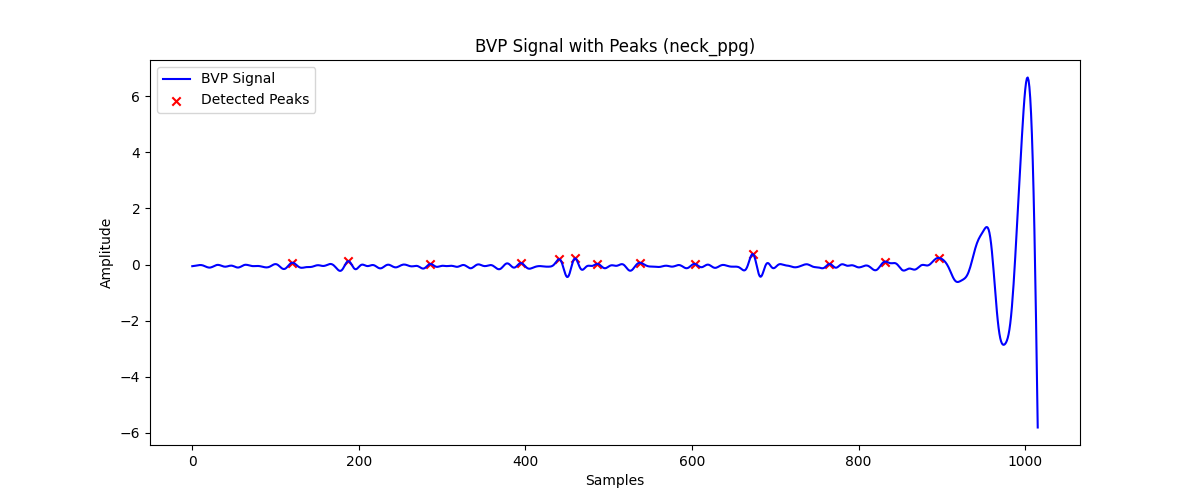 BVP Signal with Peaks (neck_ppg)
BVP Signal
Detected Peaks
Amplitude
6
4
2
0
−2
−4
−6
0 200 400 600 800 1000
Samples